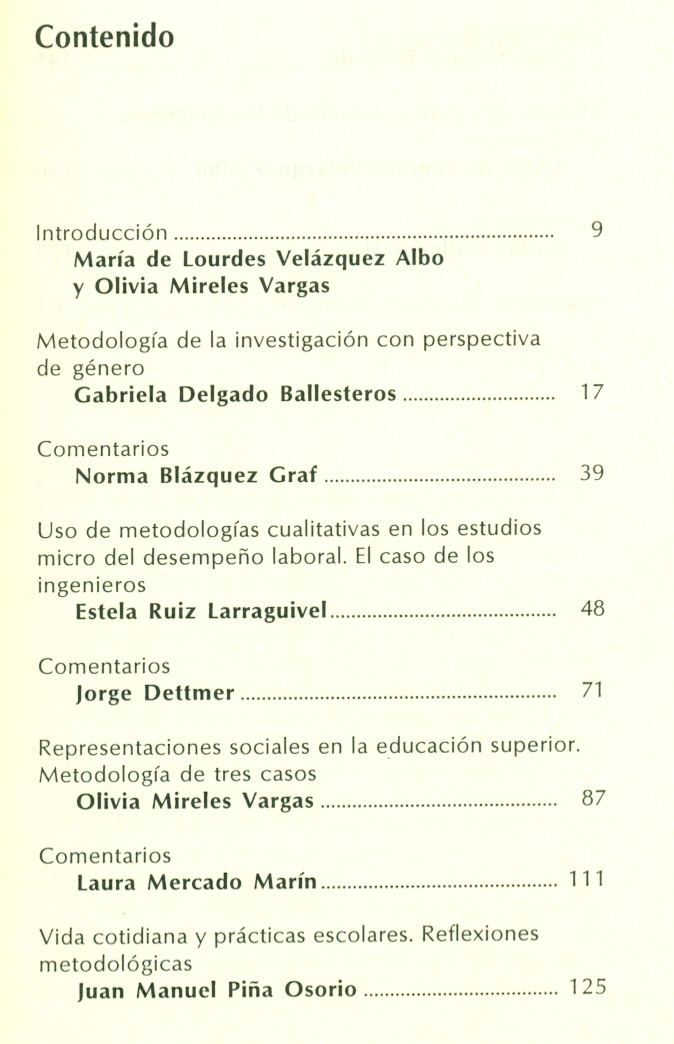 Contenido
Introducción ........................................................................ 9
María de Lourdes Velázquez Albo
y Olivia Mireles Vargas
Metodología de la investigación con perspectiva
de género
Gabriela Delgado Ballesteros ............................. 17
Comentarios
Norma Blázquez Graf ............................................ 39
Uso de metodologías cualitativas en los estudios
micro del desempeño laboral. El caso de los
ingenieros
Estela Ruiz Larraguivel........................................... 48
Comentarios
Jorge Dettmer ............................................................ 71
Representaciones sociales en la educación superior.
Metodología de tres casos
Olivia Mireles Vargas ............................................. 87
Comentarios
Laura Mercado Marín............................................. 111
Vida cotidiana y prácticas escolares. Reflexiones
metodológicas
Juan Manuel Piña Osorio ..................................... 125